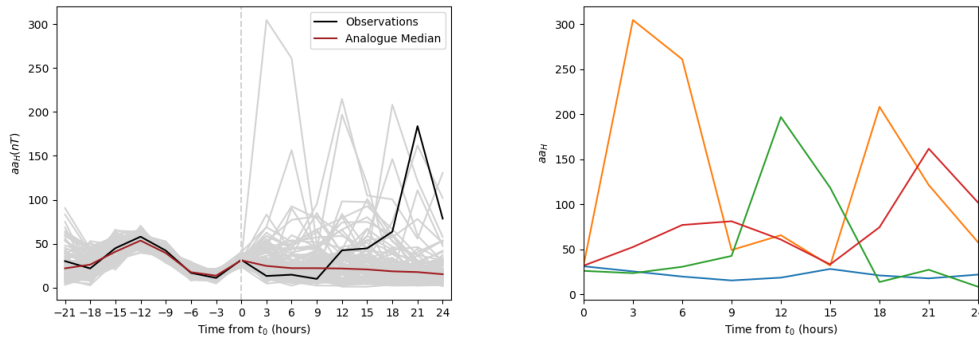 300
250
200
150
100
50
0
aa_H(nT)
Observations
Analogue Median
−21 −18 −15 −12 −9 −6 −3 0 3 6 9 12 15 18 21 24
Time from t_0 (hours)
300
250
200
150
100
50
0
aa_H
0 3 6 9 12 15 18 21 24
Time from t_0 (hours)